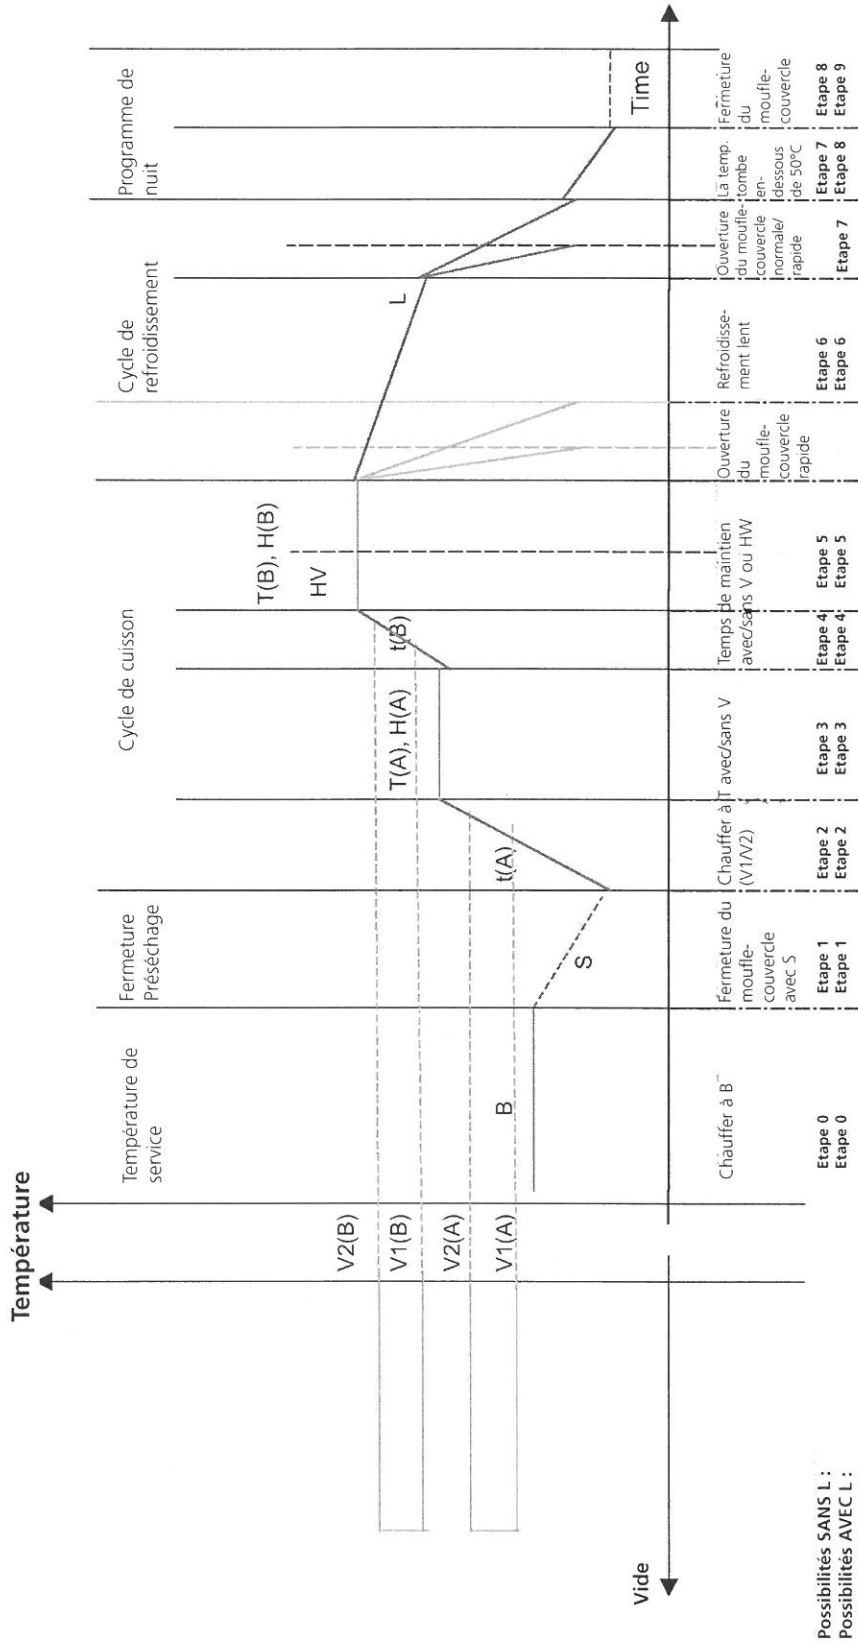 Température
Température de
service
Fermeture
Préséchage
Cycle de cuisson
Cycle de
refroidissement
Programme de
nuit
V2(B)
V1(B)
V2(A)
V1(A)
B
S
t(A)
T(A), H(A)
t(B)
T(B), H(B)
HV
L
Time
Vide
Chauffer à B
Fermeture du
moufle-
couvercle
avec S
Chauffer à T
(V1/V2)
avec/sans V
Temps de maintien
avec/sans V ou HW
Ouverture
du
moufle-
couvercle
rapide
Refroidisse-
ment lent
Ouverture
du moufle-
couvercle
normale/
rapide
La temp.
tombe
en-
dessous
de 50°C
Fermeture
du
moufle-
couvercle
Possibilités SANS L :
Etape 0
Etape 1
Etape 2
Etape 3
Etape 4
Etape 5
Etape 6
Etape 7
Etape 8
Possibilités AVEC L :
Etape 0
Etape 1
Etape 2
Etape 3
Etape 4
Etape 5
Etape 6
Etape 7
Etape 8
Etape 9